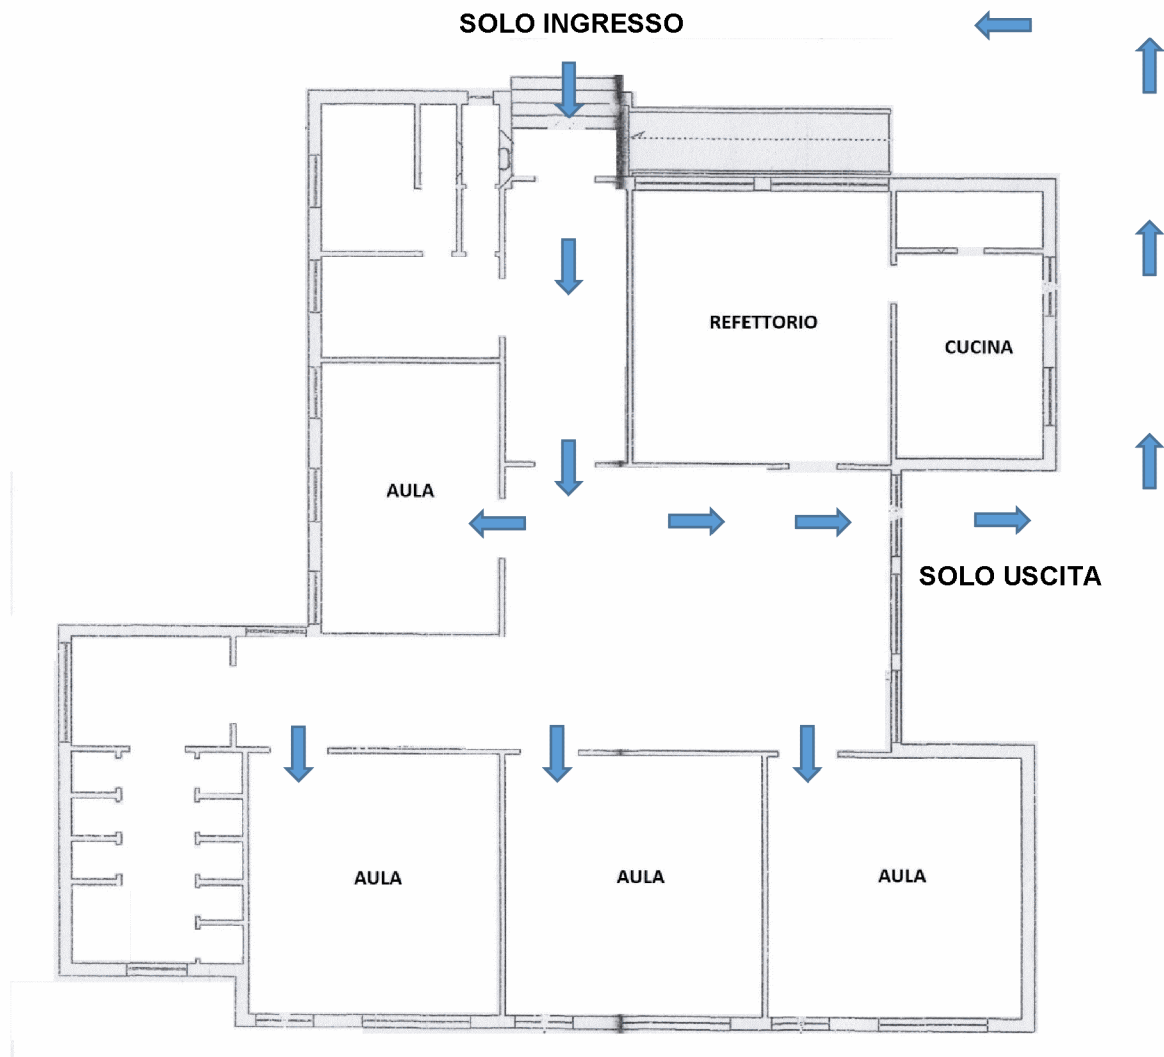 SOLO INGRESSO
REFETTORIO
CUCINA
AULA
SOLO USCITA
AULA
AULA
AULA